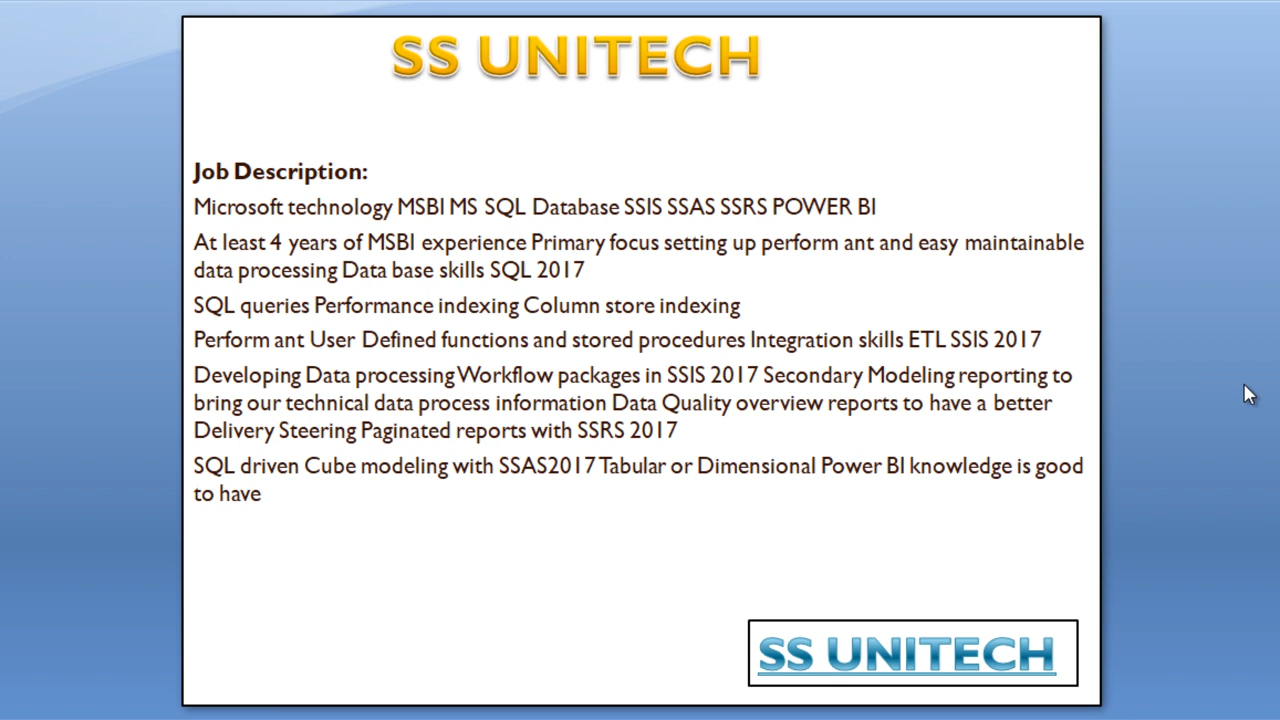 SS UNITECH
Job Description:
Microsoft technology MSBI MS SQL Database SSIS SSAS SSRS POWER BI
At least 4 years of MSBI experience Primary focus setting up perform ant and easy maintainable
data processing Data base skills SQL 2017
SQL queries Performance indexing Column store indexing
Perform ant User Defined functions and stored procedures Integration skills ETL SSIS 2017
Developing Data processing Workflow packages in SSIS 2017 Secondary Modeling reporting to
bring our technical data process information Data Quality overview reports to have a better
Delivery Steering Paginated reports with SSRS 2017
SQL driven Cube modeling with SSAS2017 Tabular or Dimensional Power BI knowledge is good
to have
SS UNITECH